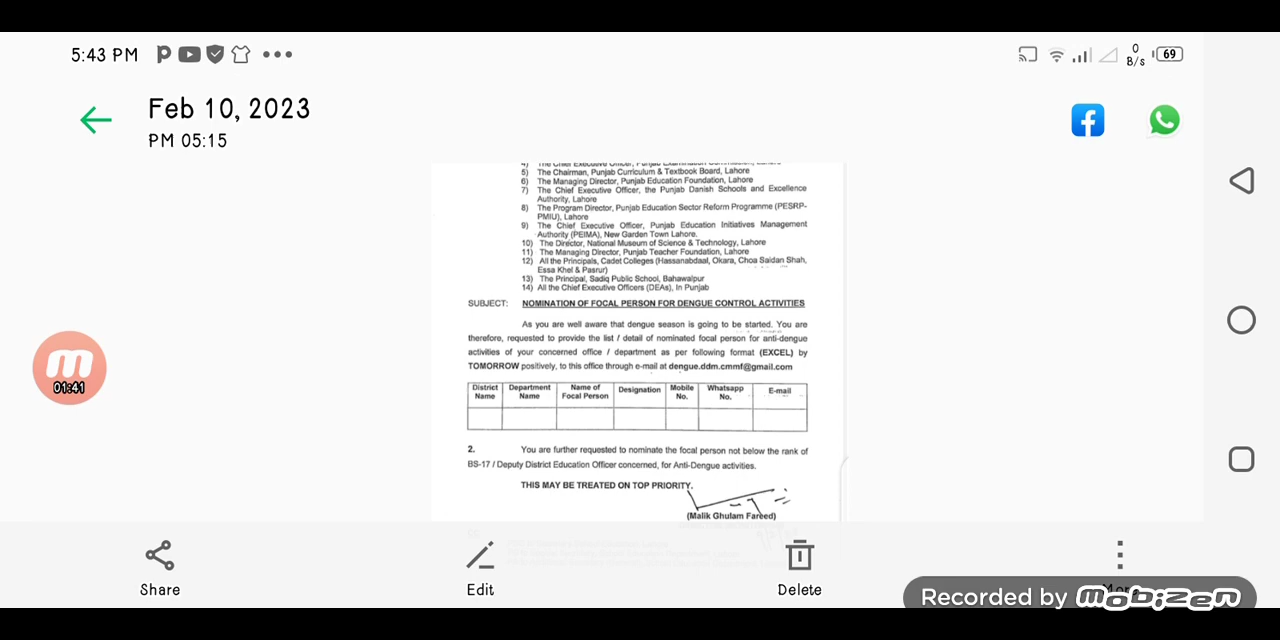 5:43 PM
0 B/s
69
Feb 10, 2023
PM 05:15
01:41
4) The Chief Executive Officer, Punjab Examination Commission, Lahore
5) The Chairman, Punjab Curriculum & Textbook Board, Lahore
6) The Managing Director, Punjab Education Foundation, Lahore
7) The Chief Executive Officer, the Punjab Danish Schools and Excellence
Authority, Lahore
8) The Program Director, Punjab Education Sector Reform Programme (PESRP-
PMIU), Lahore
9) The Chief Executive Officer, Punjab Education Initiatives Management
Authority (PEIMA), New Garden Town Lahore.
10) The Director, National Museum of Science & Technology, Lahore
11) The Managing Director, Punjab Teacher Foundation, Lahore
12) All the Principals, Cadet Colleges (Hassanabdaal, Okara, Choa Saidan Shah,
Essa Khel & Pasrur)
13) The Principal, Sadiq Public School, Bahawalpur
14) All the Chief Executive Officers (DEAs), In Punjab
SUBJECT: NOMINATION OF FOCAL PERSON FOR DENGUE CONTROL ACTIVITIES
As you are well aware that dengue season is going to be started. You are
therefore, requested to provide the list / detail of nominated focal person for anti-dengue
activities of your concerned office / department as per following format (EXCEL) by
TOMORROW positively, to this office through e-mail at dengue.ddm.cmmf@gmail.com
District Name
Department Name
Name of Focal Person
Designation
Mobile No.
Whatsapp No.
E-mail
2. You are further requested to nominate the focal person not below the rank of
BS-17 / Deputy District Education Officer concerned, for Anti-Dengue activities.
THIS MAY BE TREATED ON TOP PRIORITY.
(Malik Ghulam Fareed)
Share
Edit
Delete
More
Recorded by mobizen